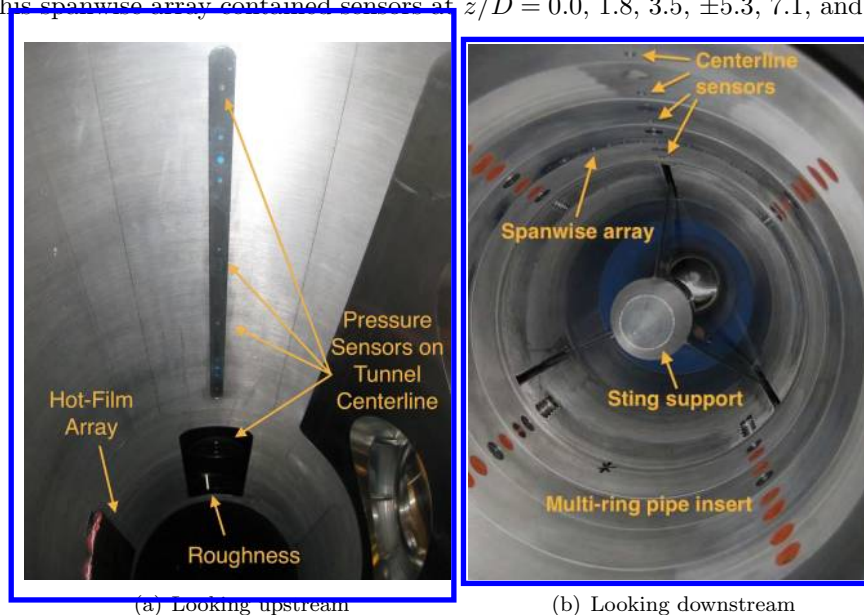 his spanwise array contained sensors at z/D = 0.0, 1.8, 3.5, ±5.3, 7.1, and
Centerline
sensors
Spanwise array
Pressure
Sensors on
Tunnel
Centerline
Hot-Film
Array
Sting support
Multi-ring pipe insert
Roughness
(a) Looking upstream
(b) Looking downstream